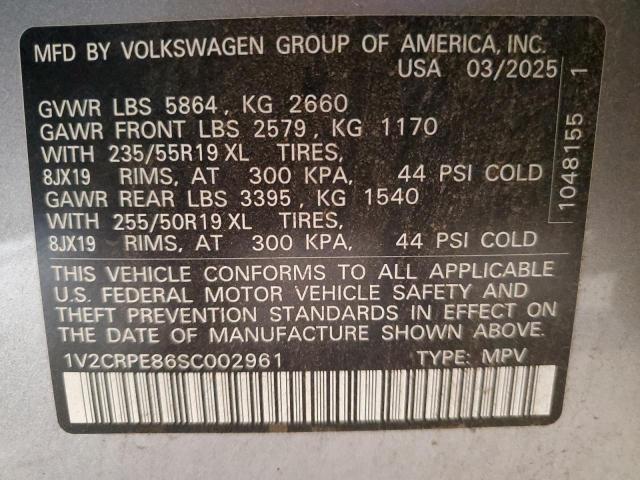 MFD BY VOLKSWAGEN GROUP OF AMERICA, INC.
USA 03/2025
GVWR LBS 5864, KG 2660
GAWR FRONT LBS 2579, KG 1170
WITH 235/55R19 XL TIRES,
8JX19 RIMS, AT 300 KPA, 44 PSI COLD
GAWR REAR LBS 3395, KG 1540
WITH 255/50R19 XL TIRES,
8JX19 RIMS, AT 300 KPA, 44 PSI COLD
1048155 1
THIS VEHICLE CONFORMS TO ALL APPLICABLE
U.S. FEDERAL MOTOR VEHICLE SAFETY AND
THEFT PREVENTION STANDARDS IN EFFECT ON
THE DATE OF MANUFACTURE SHOWN ABOVE.
1V2CRPE86SC002961 TYPE: MPV